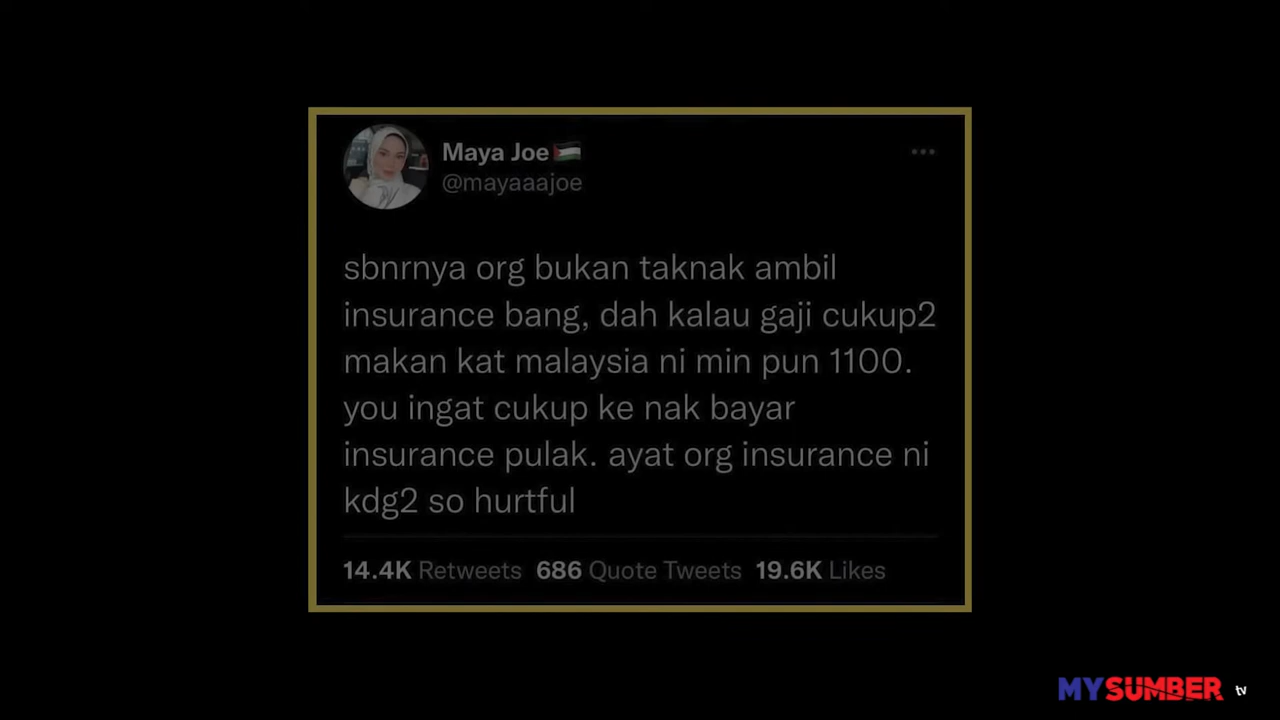 Maya Joe🇵🇸
@mayaaajoe
sbnrnya org bukan taknak ambil
insurance bang, dah kalau gaji cukup2
makan kat malaysia ni min pun 1100.
you ingat cukup ke nak bayar
insurance pulak. ayat org insurance ni
kdg2 so hurtful
14.4K Retweets 686 Quote Tweets 19.6K Likes
MYSUMBER tv